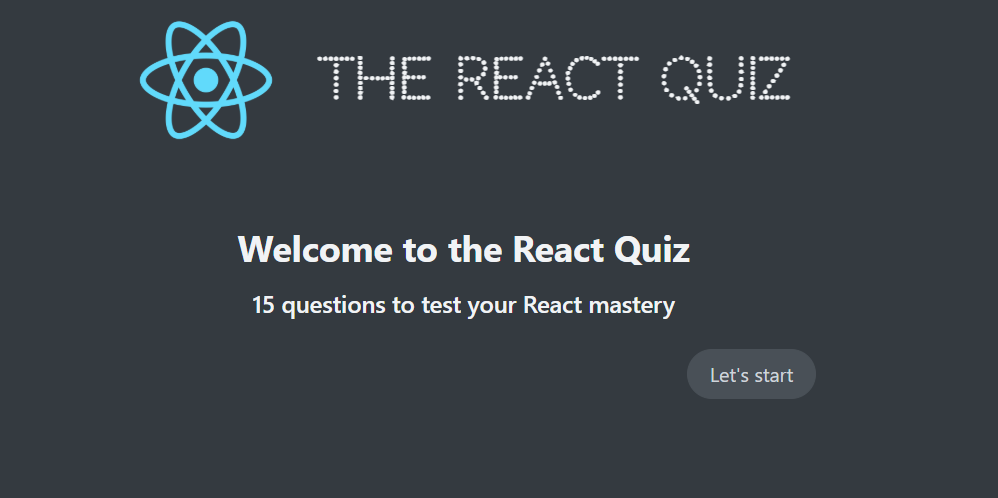 THE REACT QUIZ
Welcome to the React Quiz
15 questions to test your React mastery
Let's start